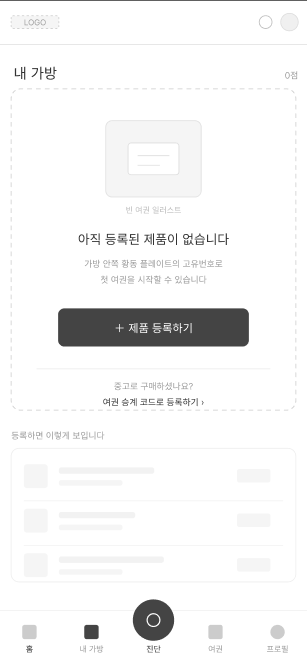 LOGO
내 가방
0점
빈 여권 일러스트
아직 등록된 제품이 없습니다
가방 안쪽 황동 플레이트의 고유번호로
첫 여권을 시작할 수 있습니다
+ 제품 등록하기
중고로 구매하셨나요?
여권 승계 코드로 등록하기 ›
등록하면 이렇게 보입니다
홈
내 가방
진단
여권
프로필